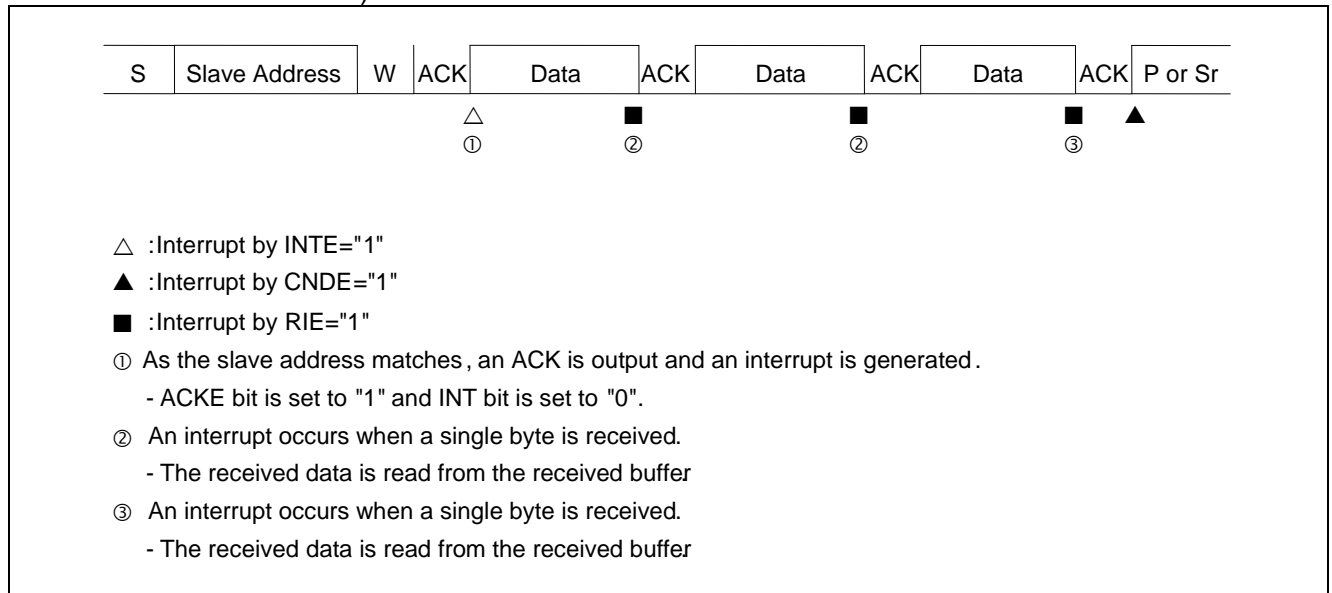 S Slave Address W ACK Data ACK Data ACK Data ACK P or Sr
△ ■ ■ ■ ▲
① ② ② ③
△ :Interrupt by INTE="1"
▲ :Interrupt by CNDE="1"
■ :Interrupt by RIE="1"
① As the slave address matches, an ACK is output and an interrupt is generated.
- ACKE bit is set to "1" and INT bit is set to "0".
② An interrupt occurs when a single byte is received.
- The received data is read from the received buffer.
③ An interrupt occurs when a single byte is received.
- The received data is read from the received buffer.